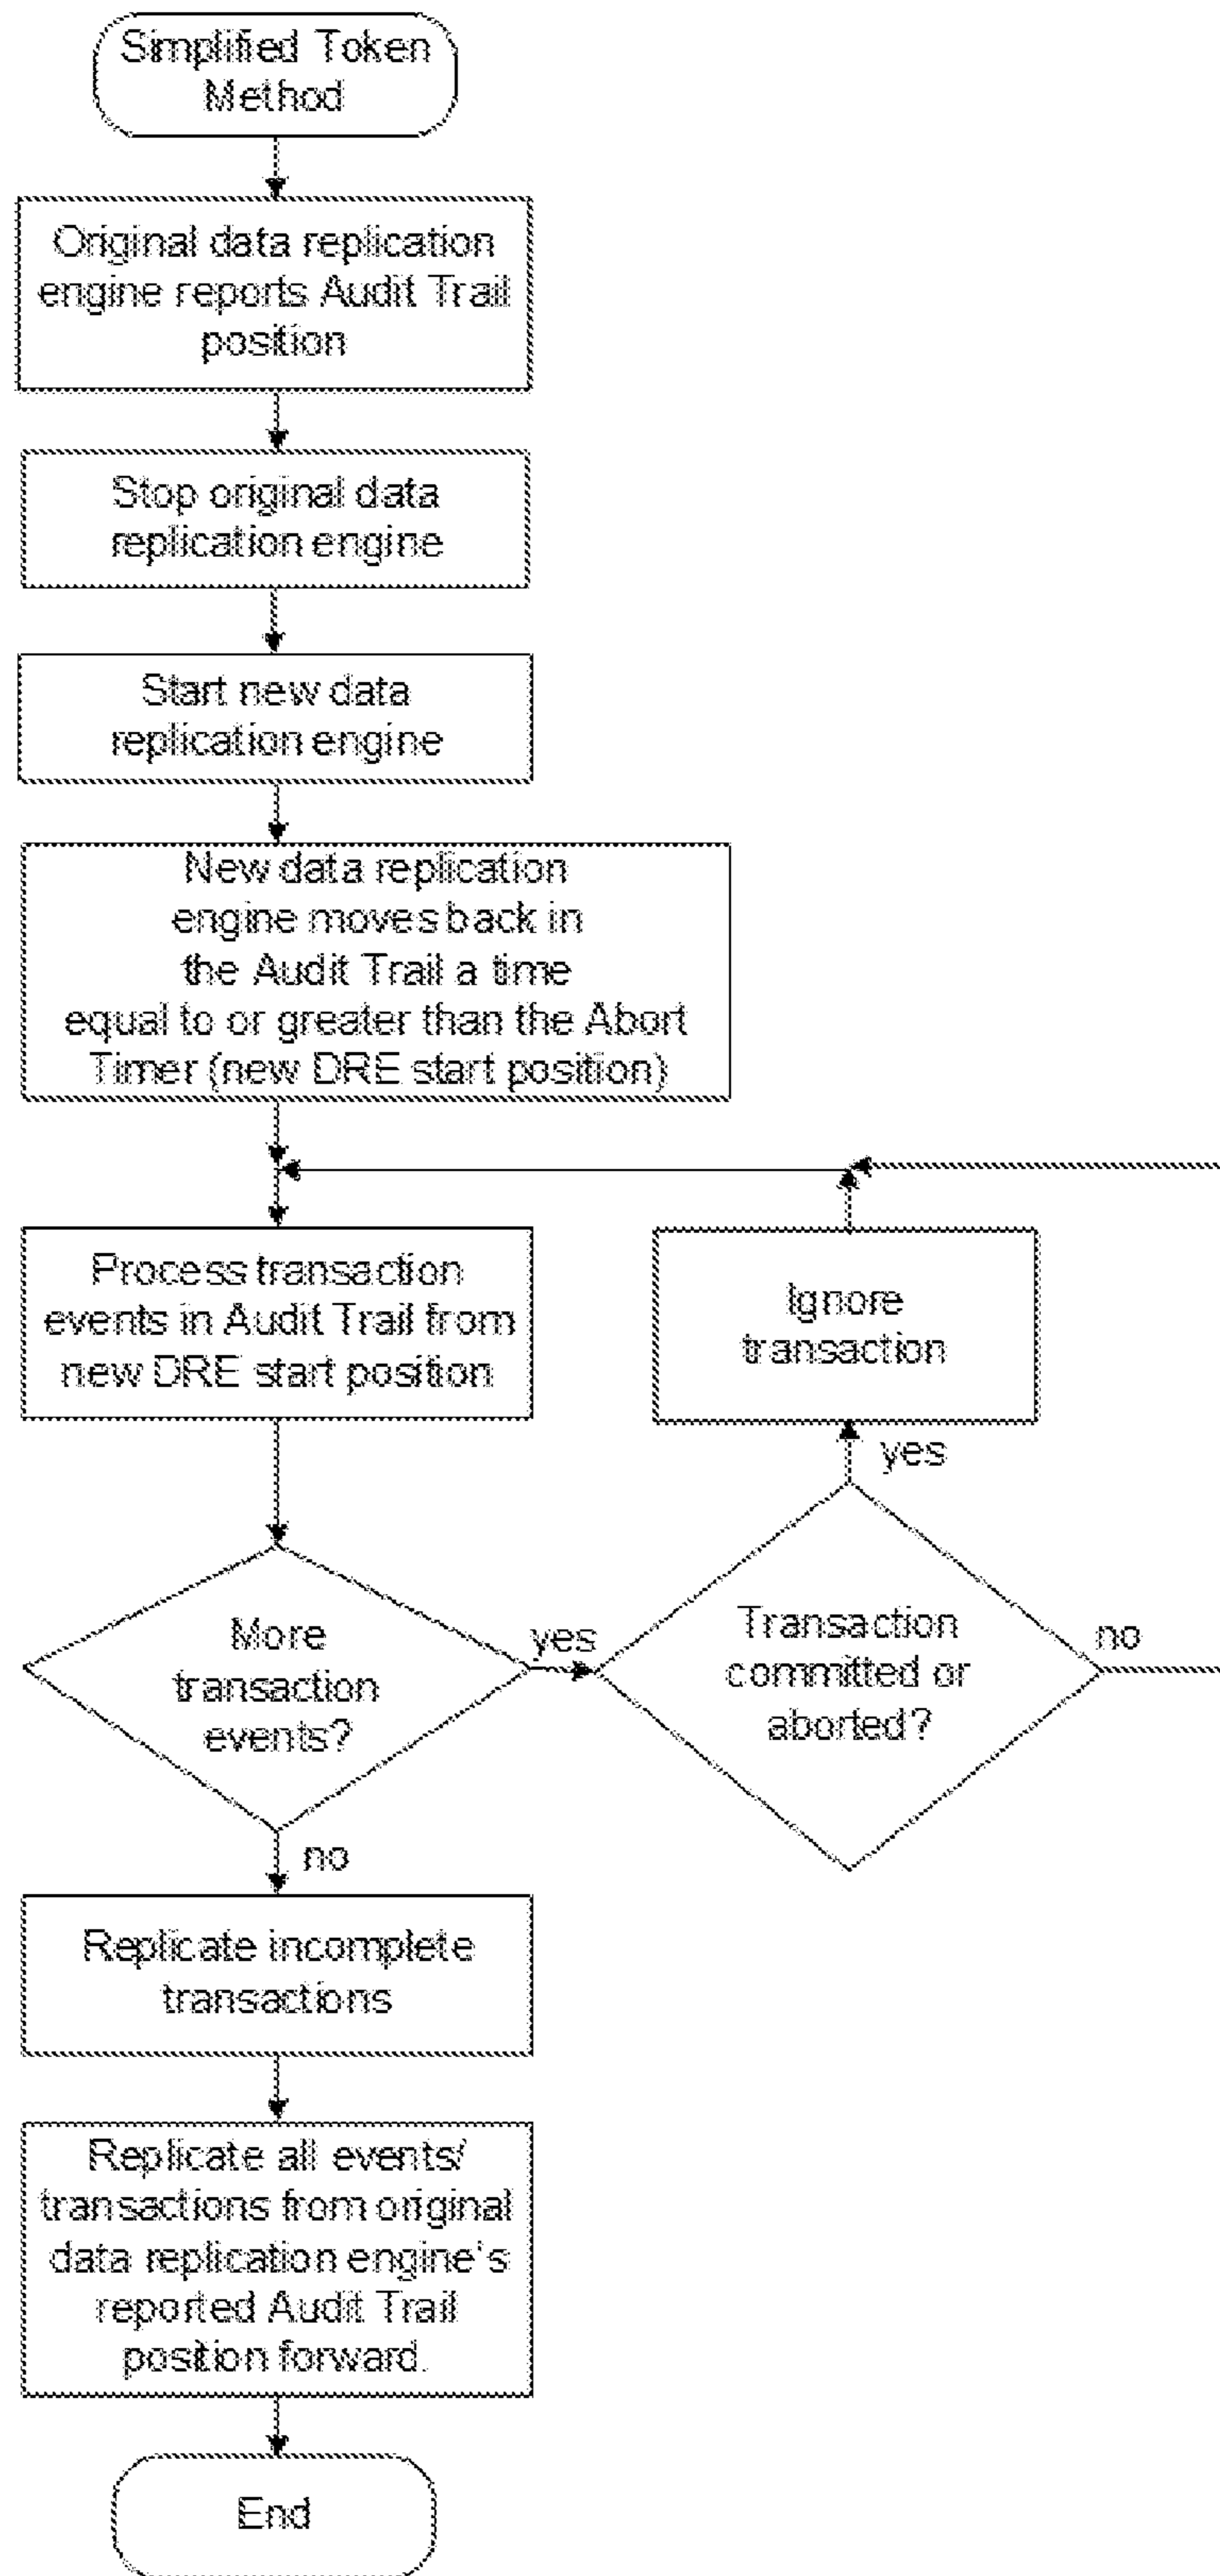 Simplified Token
Method
Original data replication
engine reports Audit Trail
position
Stop original data
replication engine
Start new data
replication engine
New data replication
engine moves back in
the Audit Trail a time
equal to or greater than the Abort
Timer (new DRE start position)
Process transaction
events in Audit Trail from
new DRE start position
Ignore
transaction
yes
More
transaction
events?
yes
Transaction
committed or
aborted?
no
no
Replicate incomplete
transactions
Replicate all events/
transactions from original
data replication engine's
reported Audit Trail
position forward.
End